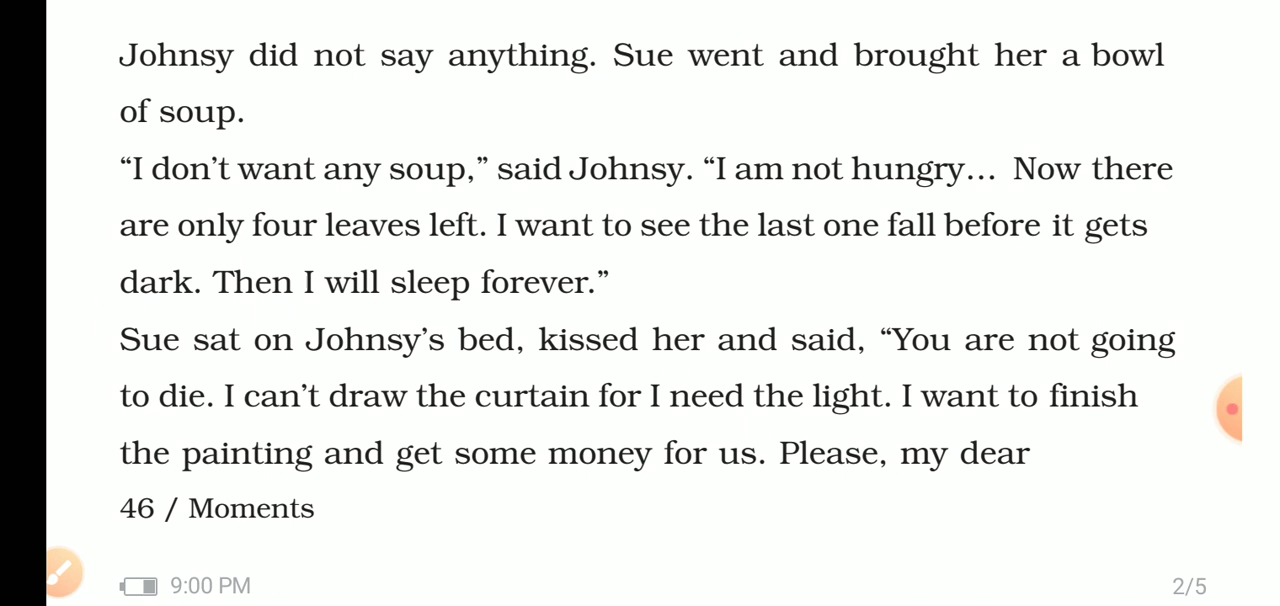 Johnsy did not say anything. Sue went and brought her a bowl
of soup.
“I don’t want any soup,” said Johnsy. “I am not hungry… Now there
are only four leaves left. I want to see the last one fall before it gets
dark. Then I will sleep forever.”
Sue sat on Johnsy’s bed, kissed her and said, “You are not going
to die. I can’t draw the curtain for I need the light. I want to finish
the painting and get some money for us. Please, my dear
46 / Moments
9:00 PM
2/5